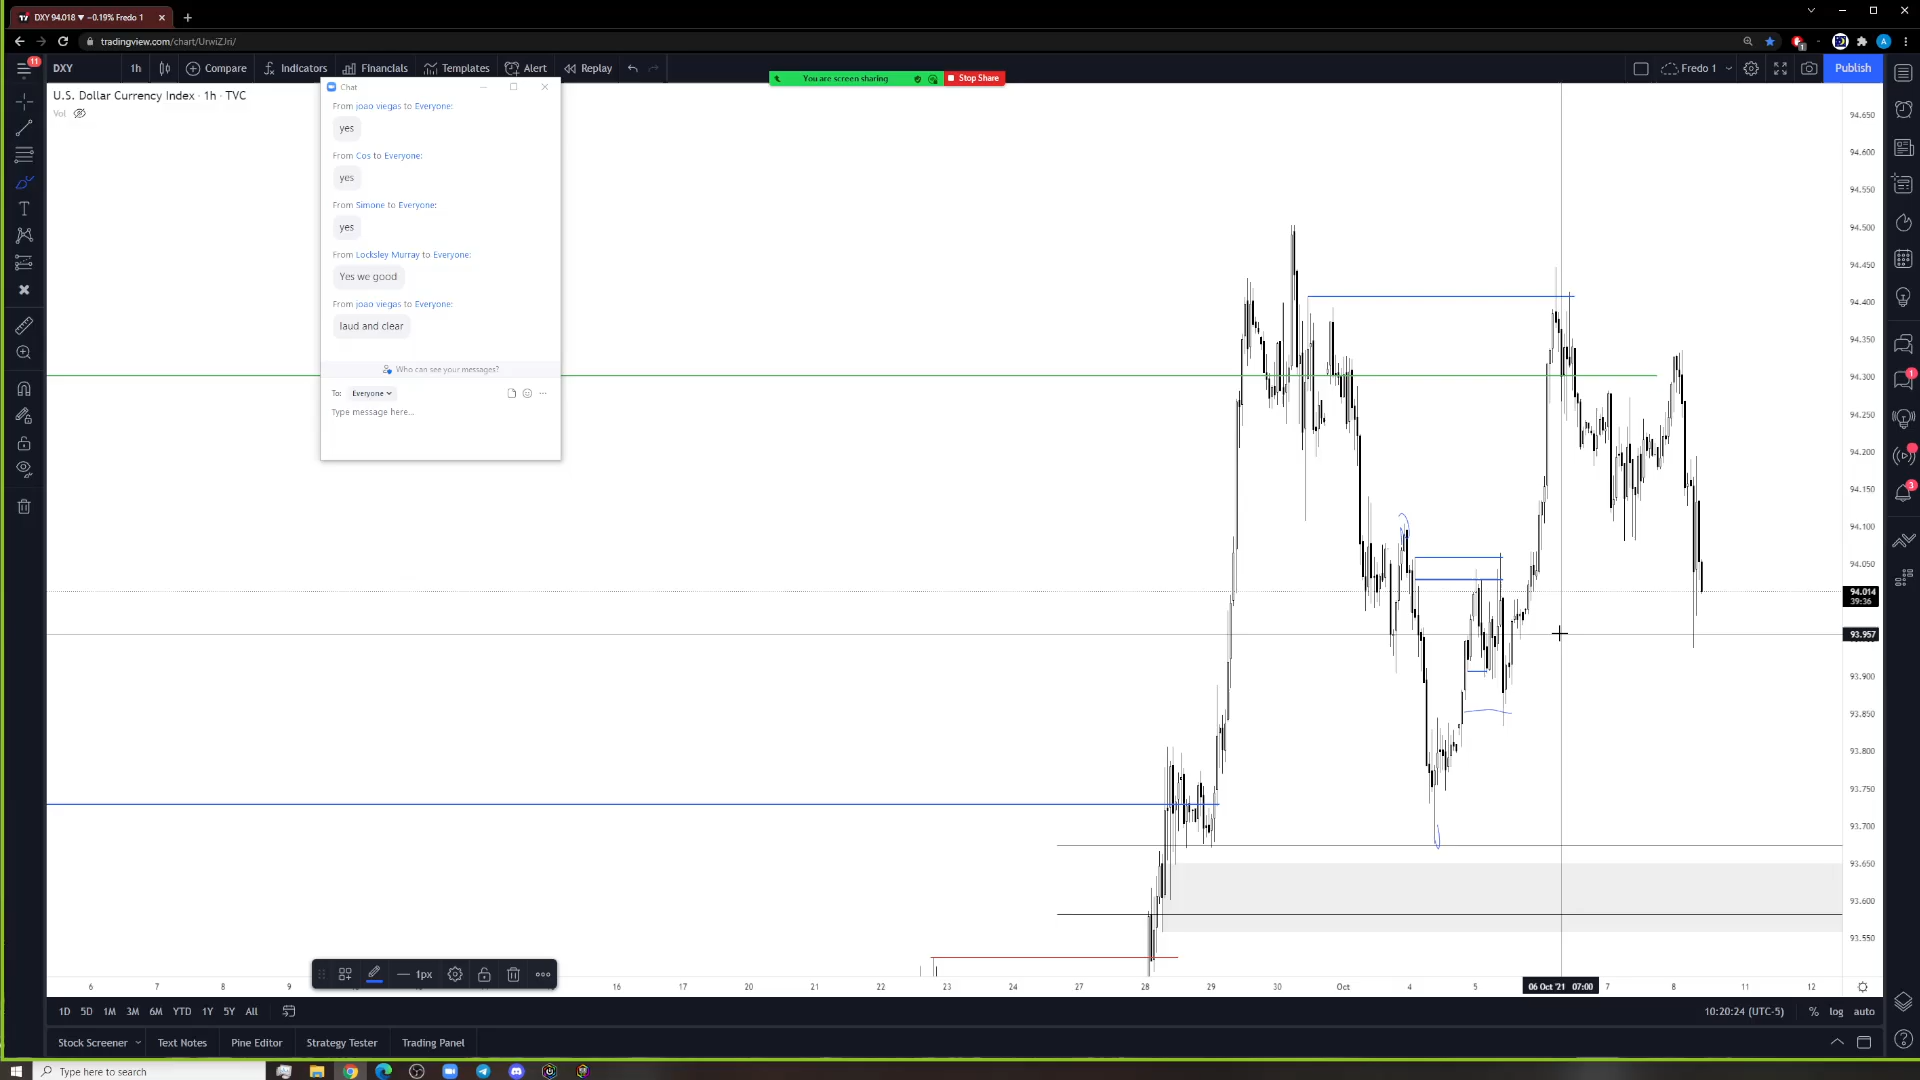 DXY 94.018 ▼ −0.19% Fredo 1
tradingview.com/chart/UrwiZJri/
11
DXY
1h
Compare
Indicators
Financials
Templates
Alert
Replay
You are screen sharing
Stop Share
Fredo 1
Publish
U.S. Dollar Currency Index · 1h · TVC
Vol
Chat
From joao viegas to Everyone:
yes
From Cos to Everyone:
yes
From Simone to Everyone:
yes
From Locksley Murray to Everyone:
Yes we good
From joao viegas to Everyone:
laud and clear
Who can see your messages?
To: Everyone
Type message here...
94.650
94.600
94.550
94.500
94.450
94.400
94.350
94.300
94.250
94.200
94.150
94.100
94.050
94.014
39:36
93.957
93.900
93.850
93.800
93.750
93.700
93.650
93.600
93.550
1
3
1px
6
7
8
9
16
17
20
21
22
23
24
27
28
29
30
Oct
4
5
06 Oct '21 07:00
7
8
11
12
1D
5D
1M
3M
6M
YTD
1Y
5Y
All
10:20:24 (UTC-5)
%
log
auto
Stock Screener
Text Notes
Pine Editor
Strategy Tester
Trading Panel
Type here to search